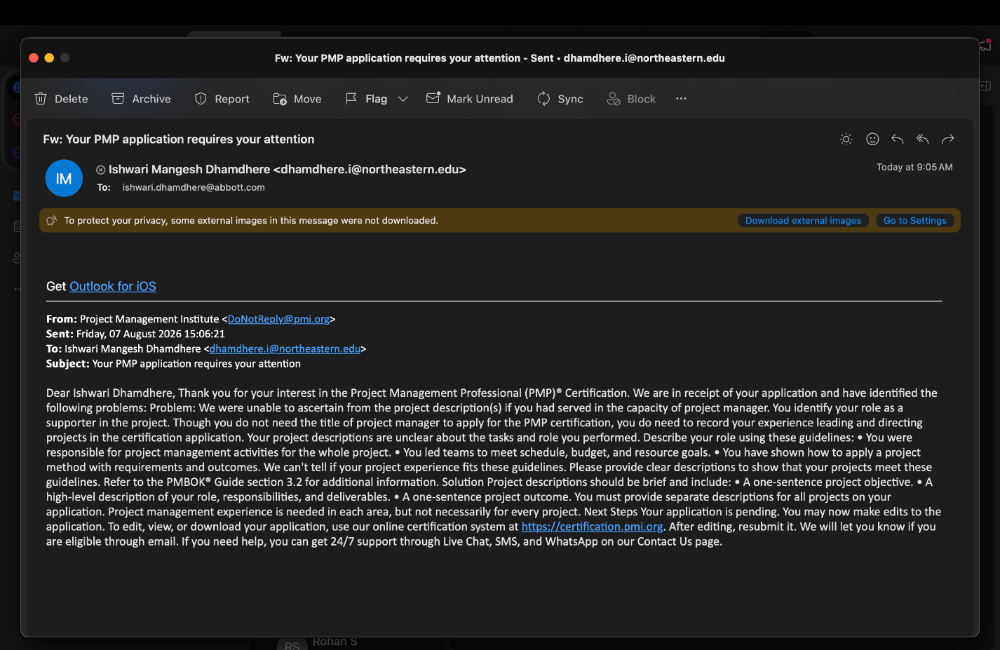 Fw: Your PMP application requires your attention - Sent • dhamdhere.i@northeastern.edu
Delete Archive Report Move Flag Mark Unread Sync Block ...
Fw: Your PMP application requires your attention
IM
Ishwari Mangesh Dhamdhere <dhamdhere.i@northeastern.edu>
Today at 9:05 AM
To: ishwari.dhamdhere@abbott.com
To protect your privacy, some external images in this message were not downloaded. Download external images Go to Settings
Get Outlook for iOS
From: Project Management Institute <DoNotReply@pmi.org>
Sent: Friday, 07 August 2026 15:06:21
To: Ishwari Mangesh Dhamdhere <dhamdhere.i@northeastern.edu>
Subject: Your PMP application requires your attention
Dear Ishwari Dhamdhere, Thank you for your interest in the Project Management Professional (PMP)® Certification. We are in receipt of your application and have identified the
following problems: Problem: We were unable to ascertain from the project description(s) if you had served in the capacity of project manager. You identify your role as a
supporter in the project. Though you do not need the title of project manager to apply for the PMP certification, you do need to record your experience leading and directing
projects in the certification application. Your project descriptions are unclear about the tasks and role you performed. Describe your role using these guidelines: • You were
responsible for project management activities for the whole project. • You led teams to meet schedule, budget, and resource goals. • You have shown how to apply a project
method with requirements and outcomes. We can't tell if your project experience fits these guidelines. Please provide clear descriptions to show that your projects meet these
guidelines. Refer to the PMBOK® Guide section 3.2 for additional information. Solution Project descriptions should be brief and include: • A one-sentence project objective. • A
high-level description of your role, responsibilities, and deliverables. • A one-sentence project outcome. You must provide separate descriptions for all projects on your
application. Project management experience is needed in each area, but not necessarily for every project. Next Steps Your application is pending. You may now make edits to the
application. To edit, view, or download your application, use our online certification system at https://certification.pmi.org. After editing, resubmit it. We will let you know if you
are eligible through email. If you need help, you can get 24/7 support through Live Chat, SMS, and WhatsApp on our Contact Us page.
RS Rohan S